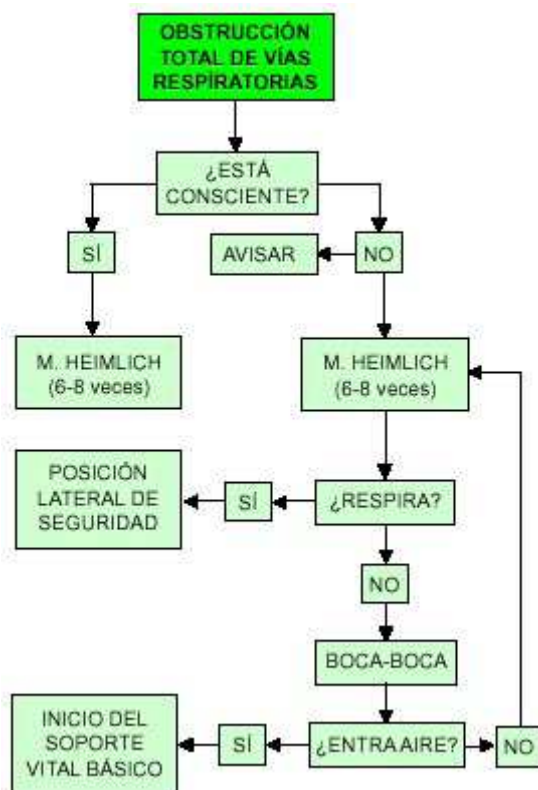 OBSTRUCCIÓN
TOTAL DE VÍAS
RESPIRATORIAS
¿ESTÁ
CONSCIENTE?
SÍ
AVISAR
NO
M. HEIMLICH
(6-8 veces)
M. HEIMLICH
(6-8 veces)
POSICIÓN
LATERAL DE
SEGURIDAD
SÍ
¿RESPIRA?
NO
BOCA-BOCA
INICIO DEL
SOPORTE
VITAL BÁSICO
SÍ
¿ENTRA AIRE?
NO